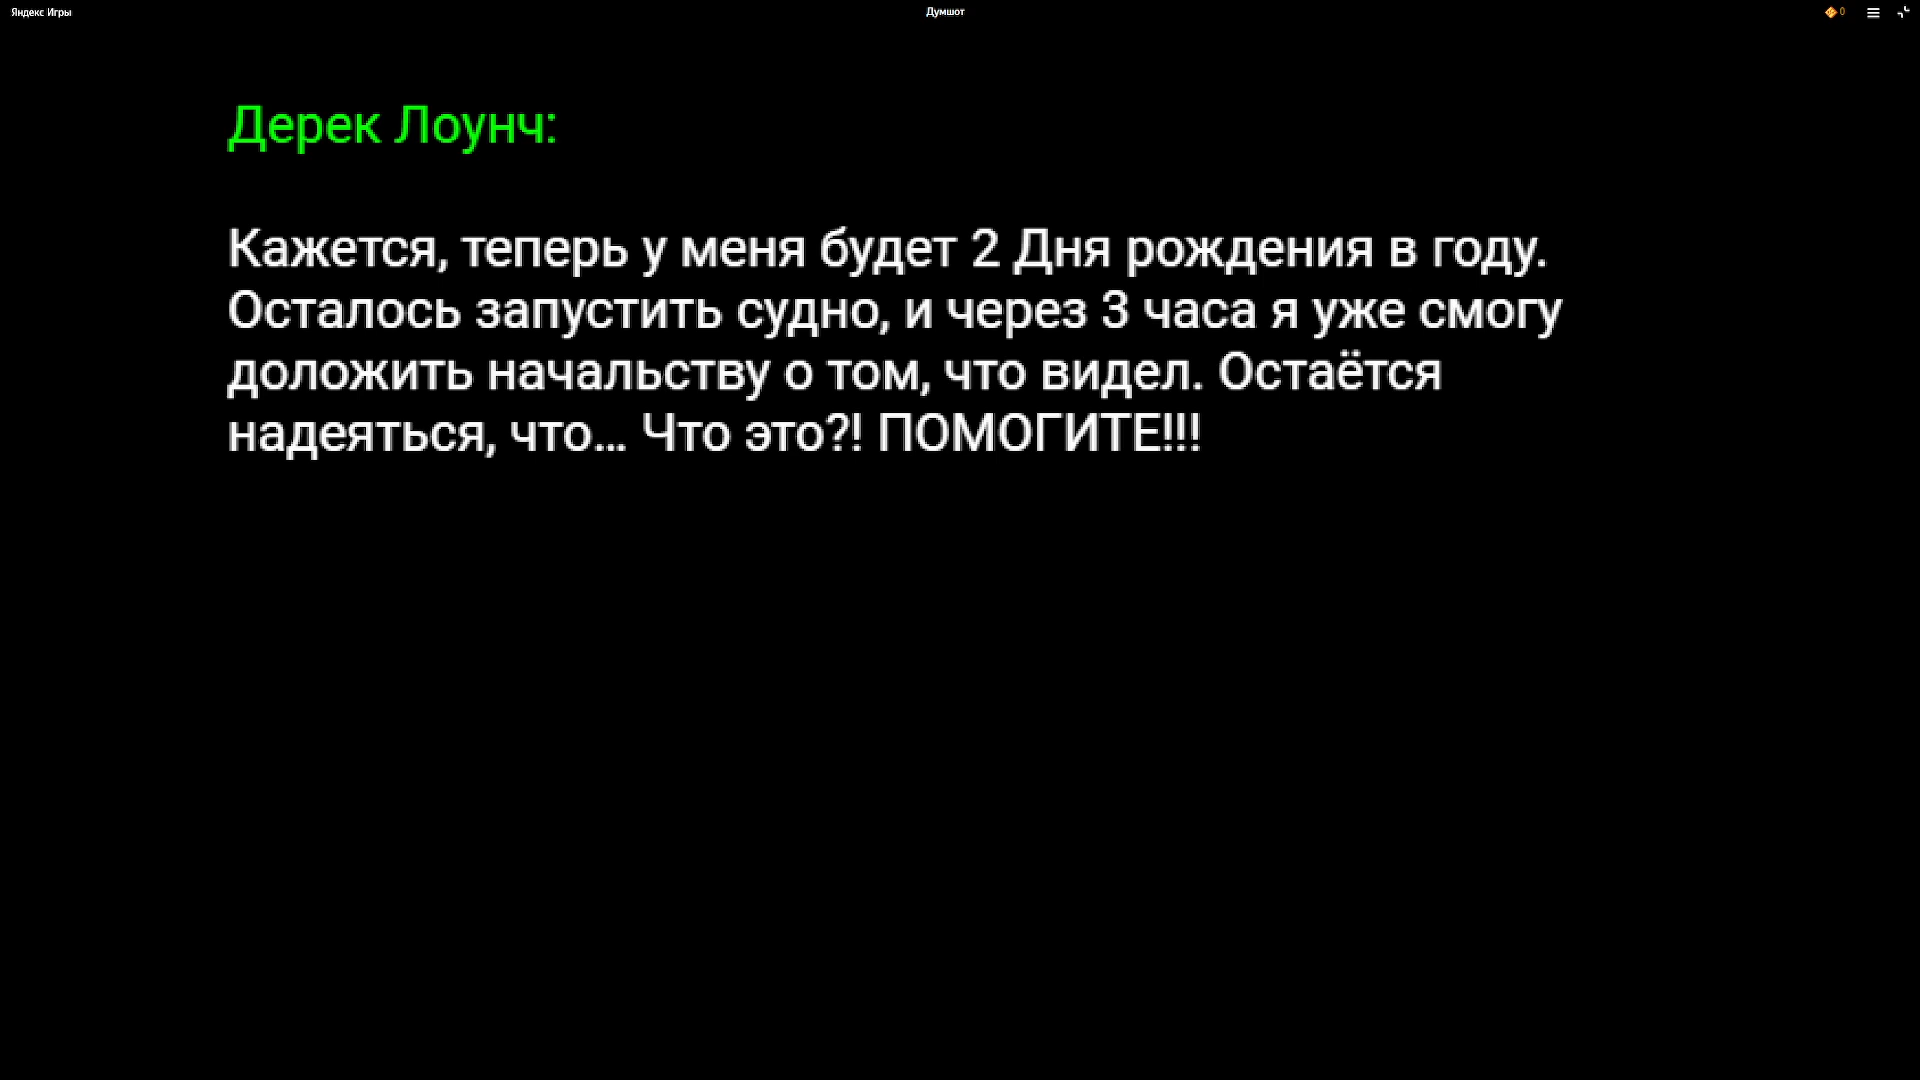 Яндекс Игры
Думшот
0
Дерек Лоунч:
Кажется, теперь у меня будет 2 Дня рождения в году.
Осталось запустить судно, и через 3 часа я уже смогу
доложить начальству о том, что видел. Остаётся
надеяться, что... Что это?! ПОМОГИТЕ!!!